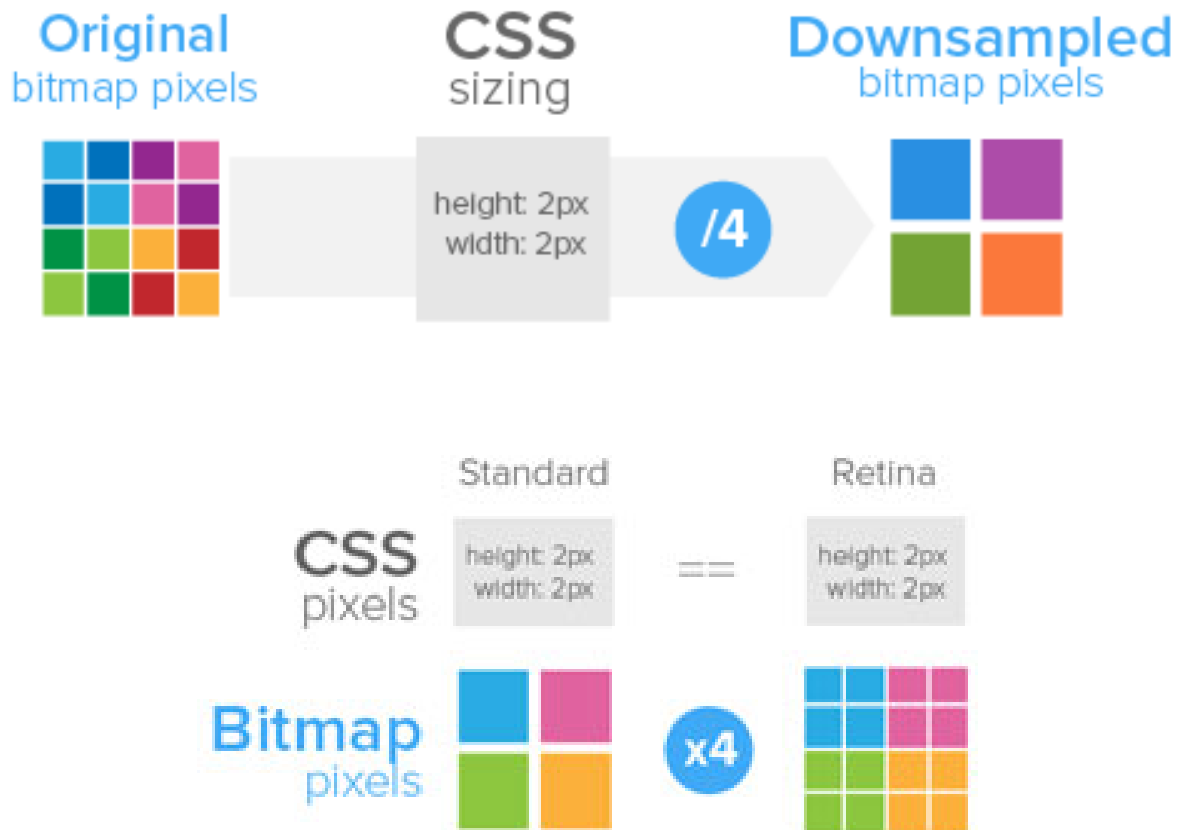 Original
bitmap pixels
CSS
sizing
Downsampled
bitmap pixels
height: 2px
width: 2px
/4
Standard
Retina
CSS
pixels
height: 2px
width: 2px
==
height: 2px
width: 2px
Bitmap
pixels
x4